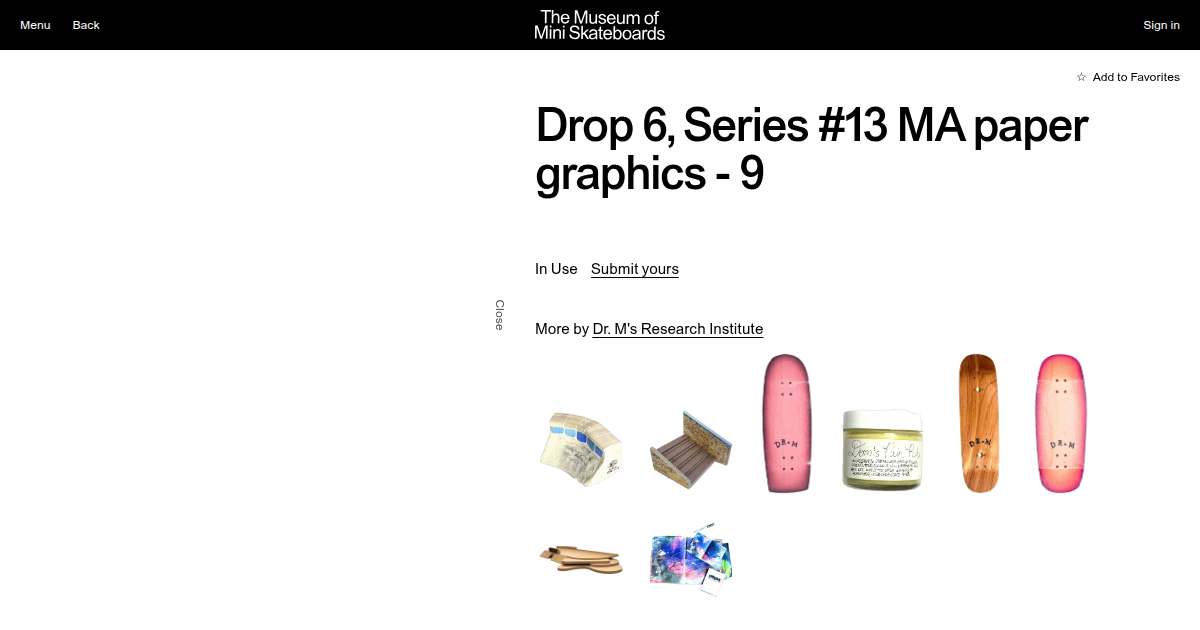 Menu
Back
The Museum of
Mini Skateboards
Sign in
☆ Add to Favorites
Drop 6, Series #13 MA paper
graphics - 9
In Use
Submit yours
Close
More by Dr. M's Research Institute
DR•M
DR•M
DR•M